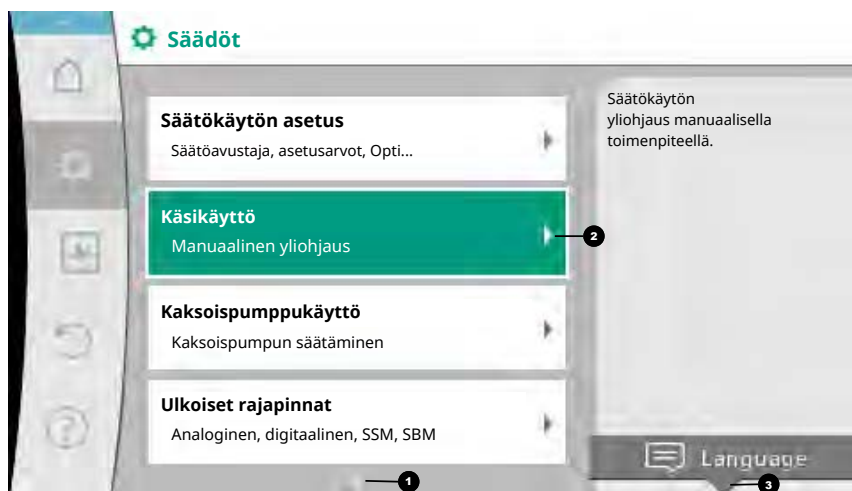 Säädöt
Säätökäytön asetus
Säätöavustaja, asetusarvot, Opti...
Käsikäyttö
Manuaalinen yliohjaus
2
Kaksoispumppukäyttö
Kaksoispumpun säätäminen
Ulkoiset rajapinnat
Analoginen, digitaalinen, SSM, SBM
1
Säätökäytön
yliohjaus manuaalisella
toimenpiteellä.
Language
3